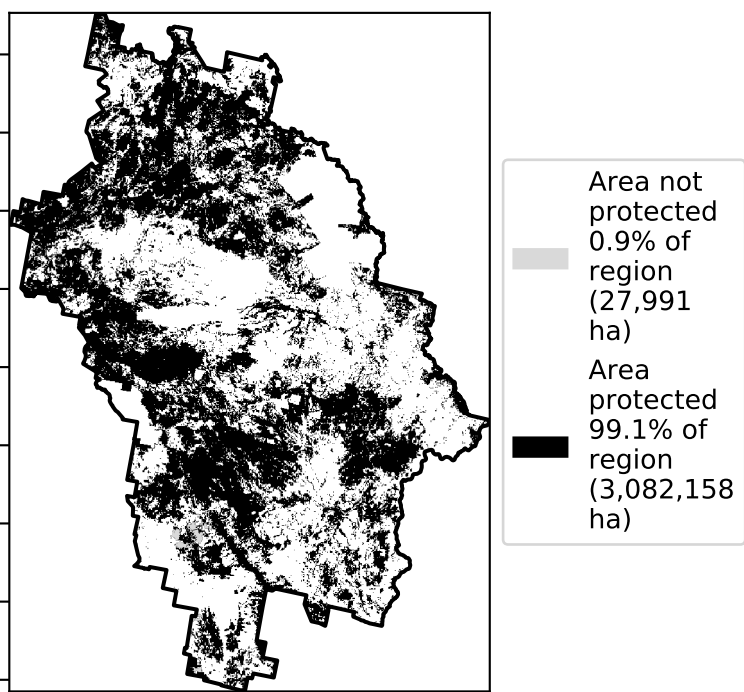 Area not
protected
0.9% of
region
(27,991
ha)
Area
protected
99.1% of
region
(3,082,158
ha)